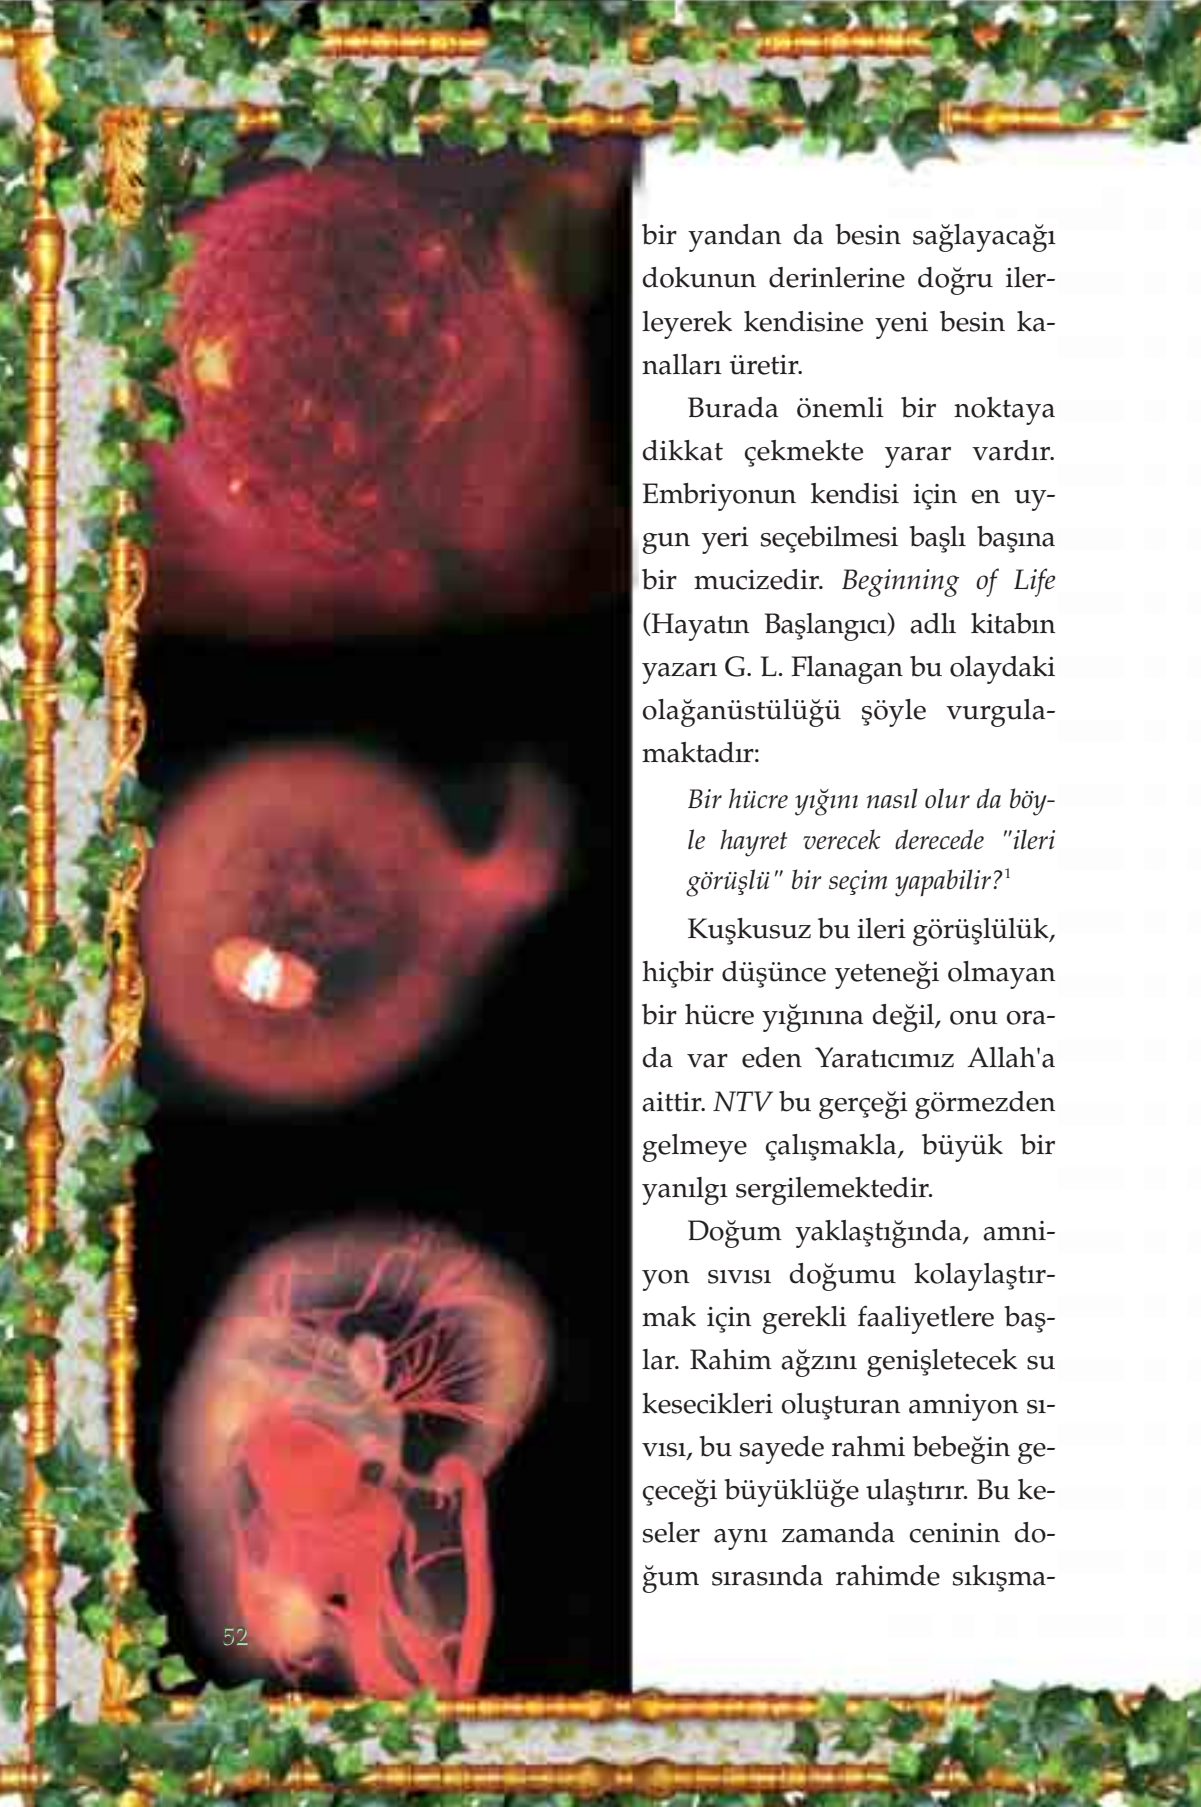 bir yandan da besin sağlayacağı
dokunun derinlerine doğru iler-
leyerek kendisine yeni besin ka-
nalları üretir.
Burada önemli bir noktaya
dikkat çekmekte yarar vardır.
Embriyonun kendisi için en uy-
gun yeri seçebilmesi başlı başına
bir mucizedir. Beginning of Life
(Hayatın Başlangıcı) adlı kitabın
yazarı G. L. Flanagan bu olaydaki
olağanüstülüğü şöyle vurgula-
maktadır:
Bir hücre yığını nasıl olur da böy-
le hayret verecek derecede "ileri
görüşlü" bir seçim yapabilir?1
Kuşkusuz bu ileri görüşlülük,
hiçbir düşünce yeteneği olmayan
bir hücre yığınına değil, onu ora-
da var eden Yaratıcımız Allah'a
aittir. NTV bu gerçeği görmezden
gelmeye çalışmakla, büyük bir
yanılgı sergilemektedir.
Doğum yaklaştığında, amni-
yon sıvısı doğumu kolaylaştır-
mak için gerekli faaliyetlere baş-
lar. Rahim ağzını genişletecek su
kesecikleri oluşturan amniyon sı-
vısı, bu sayede rahmi bebeğin ge-
çeceği büyüklüğe ulaştırır. Bu ke-
seler aynı zamanda ceninin do-
ğum sırasında rahimde sıkışma-
52